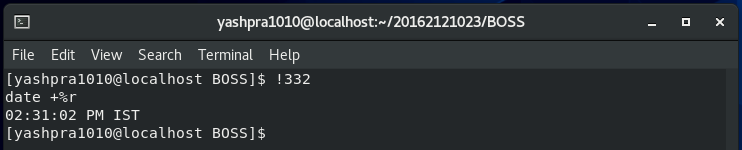 yashpra1010@localhost:~/20162121023/BOSS
File Edit View Search Terminal Help
[yashpra1010@localhost BOSS]$ !332
date +%r
02:31:02 PM IST
[yashpra1010@localhost BOSS]$